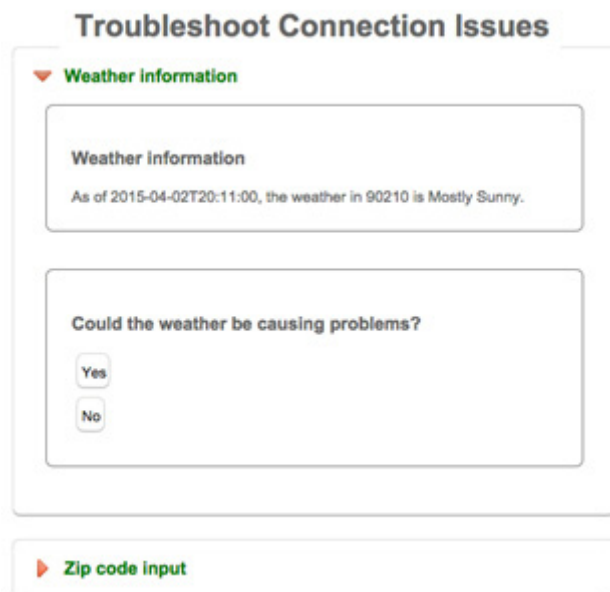 Troubleshoot Connection Issues
Weather information
Weather information
As of 2015-04-02T20:11:00, the weather in 90210 is Mostly Sunny.
Could the weather be causing problems?
Yes
No
Zip code input